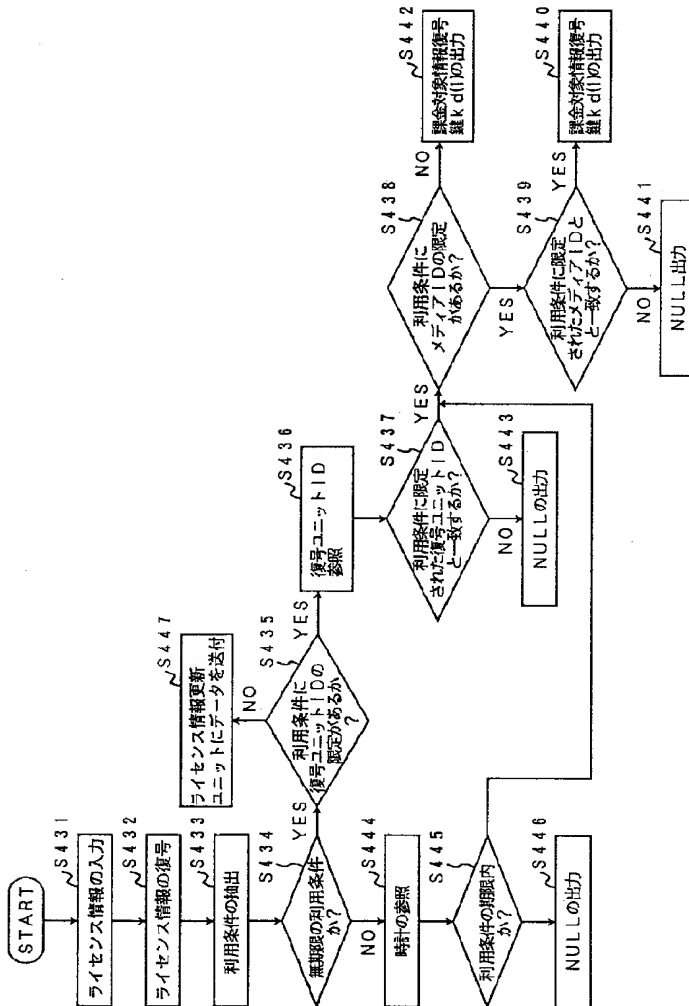 START
S431
ライセンス情報の入力
S432
ライセンス情報の復号
S433
利用条件の抽出
S434
無期限の利用条件
か?
YES
NO
S435
利用条件に
復号ユニットIDの
限定があるか
?
NO
YES
S447
ライセンス情報更新
ユニットにデータを送付
S436
復号ユニットID
参照
S437
利用条件に限定
された復号ユニットID
と一致するか?
YES
NO
S443
NULLの出力
S438
利用条件に
メディアIDの限定
があるか?
NO
YES
S442
課金対象情報復号
鍵kd(I)の出力
S439
利用条件に限定
されたメディアIDと
と一致するか?
YES
NO
S440
課金対象情報復号
鍵kd(I)の出力
S441
NULL出力
S444
時計の参照
S445
利用条件の期限内
か?
S446
NULLの出力